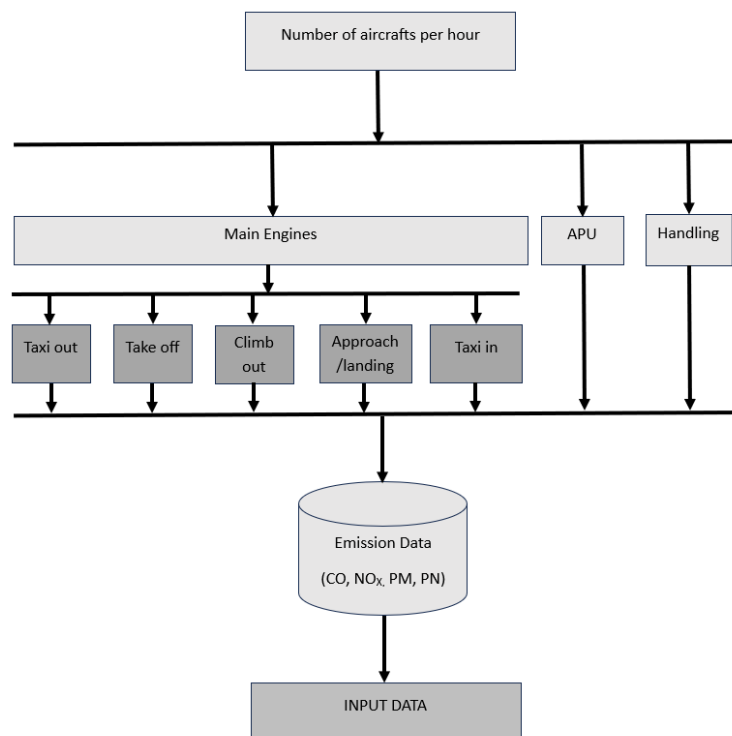 Number of aircrafts per hour
Main Engines
APU
Handling
Taxi out
Take off
Climb
out
Approach
/landing
Taxi in
Emission Data
(CO, NOX, PM, PN)
INPUT DATA